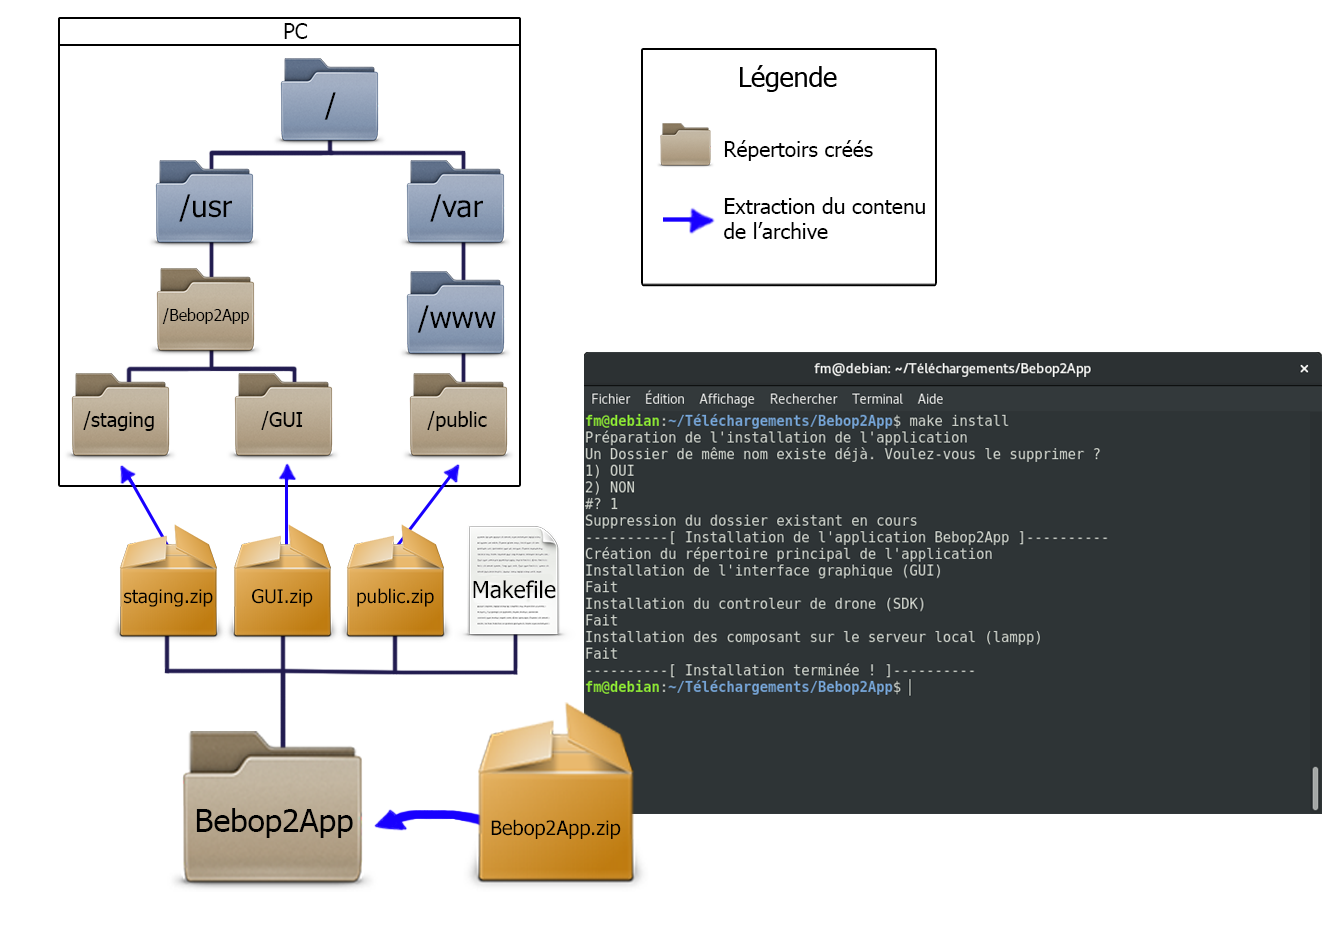 PC
/
/usr
/var
/Bebop2App
/www
/staging
/GUI
/public
staging.zip
GUI.zip
public.zip
Makefile
Bebop2App
Bebop2App.zip
Légende
Répertoirs créés
Extraction du contenu
de l'archive
fm@debian: ~/Téléchargements/Bebop2App
×
Fichier Édition Affichage Rechercher Terminal Aide
fm@debian:~/Téléchargements/Bebop2App$ make install
Préparation de l'installation de l'application
Un Dossier de même nom existe déjà. Voulez-vous le supprimer ?
1) OUI
2) NON
#? 1
Suppression du dossier existant en cours
----------[ Installation de l'application Bebop2App ]----------
Création du répertoire principal de l'application
Installation de l'interface graphique (GUI)
Fait
Installation du controleur de drone (SDK)
Fait
Installation des composant sur le serveur local (lampp)
Fait
----------[ Installation terminée ! ]----------
fm@debian:~/Téléchargements/Bebop2App$